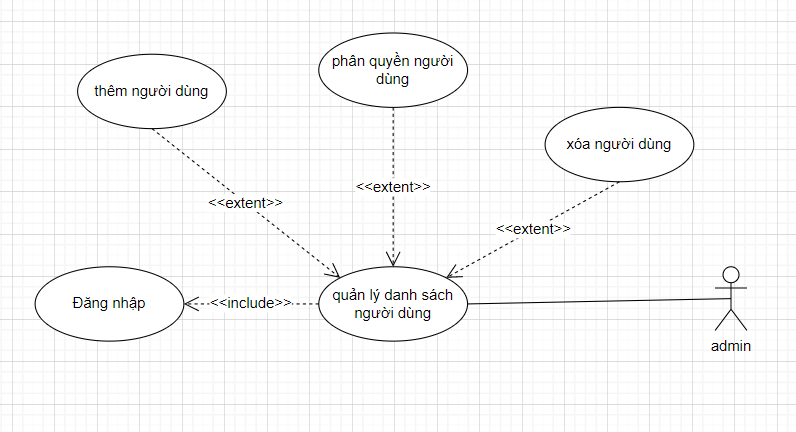 phân quyền người
dùng
thêm người dùng
xóa người dùng
<<extent>>
<<extent>>
<<extent>>
Đăng nhập
<<include>>
quản lý danh sách
người dùng
admin